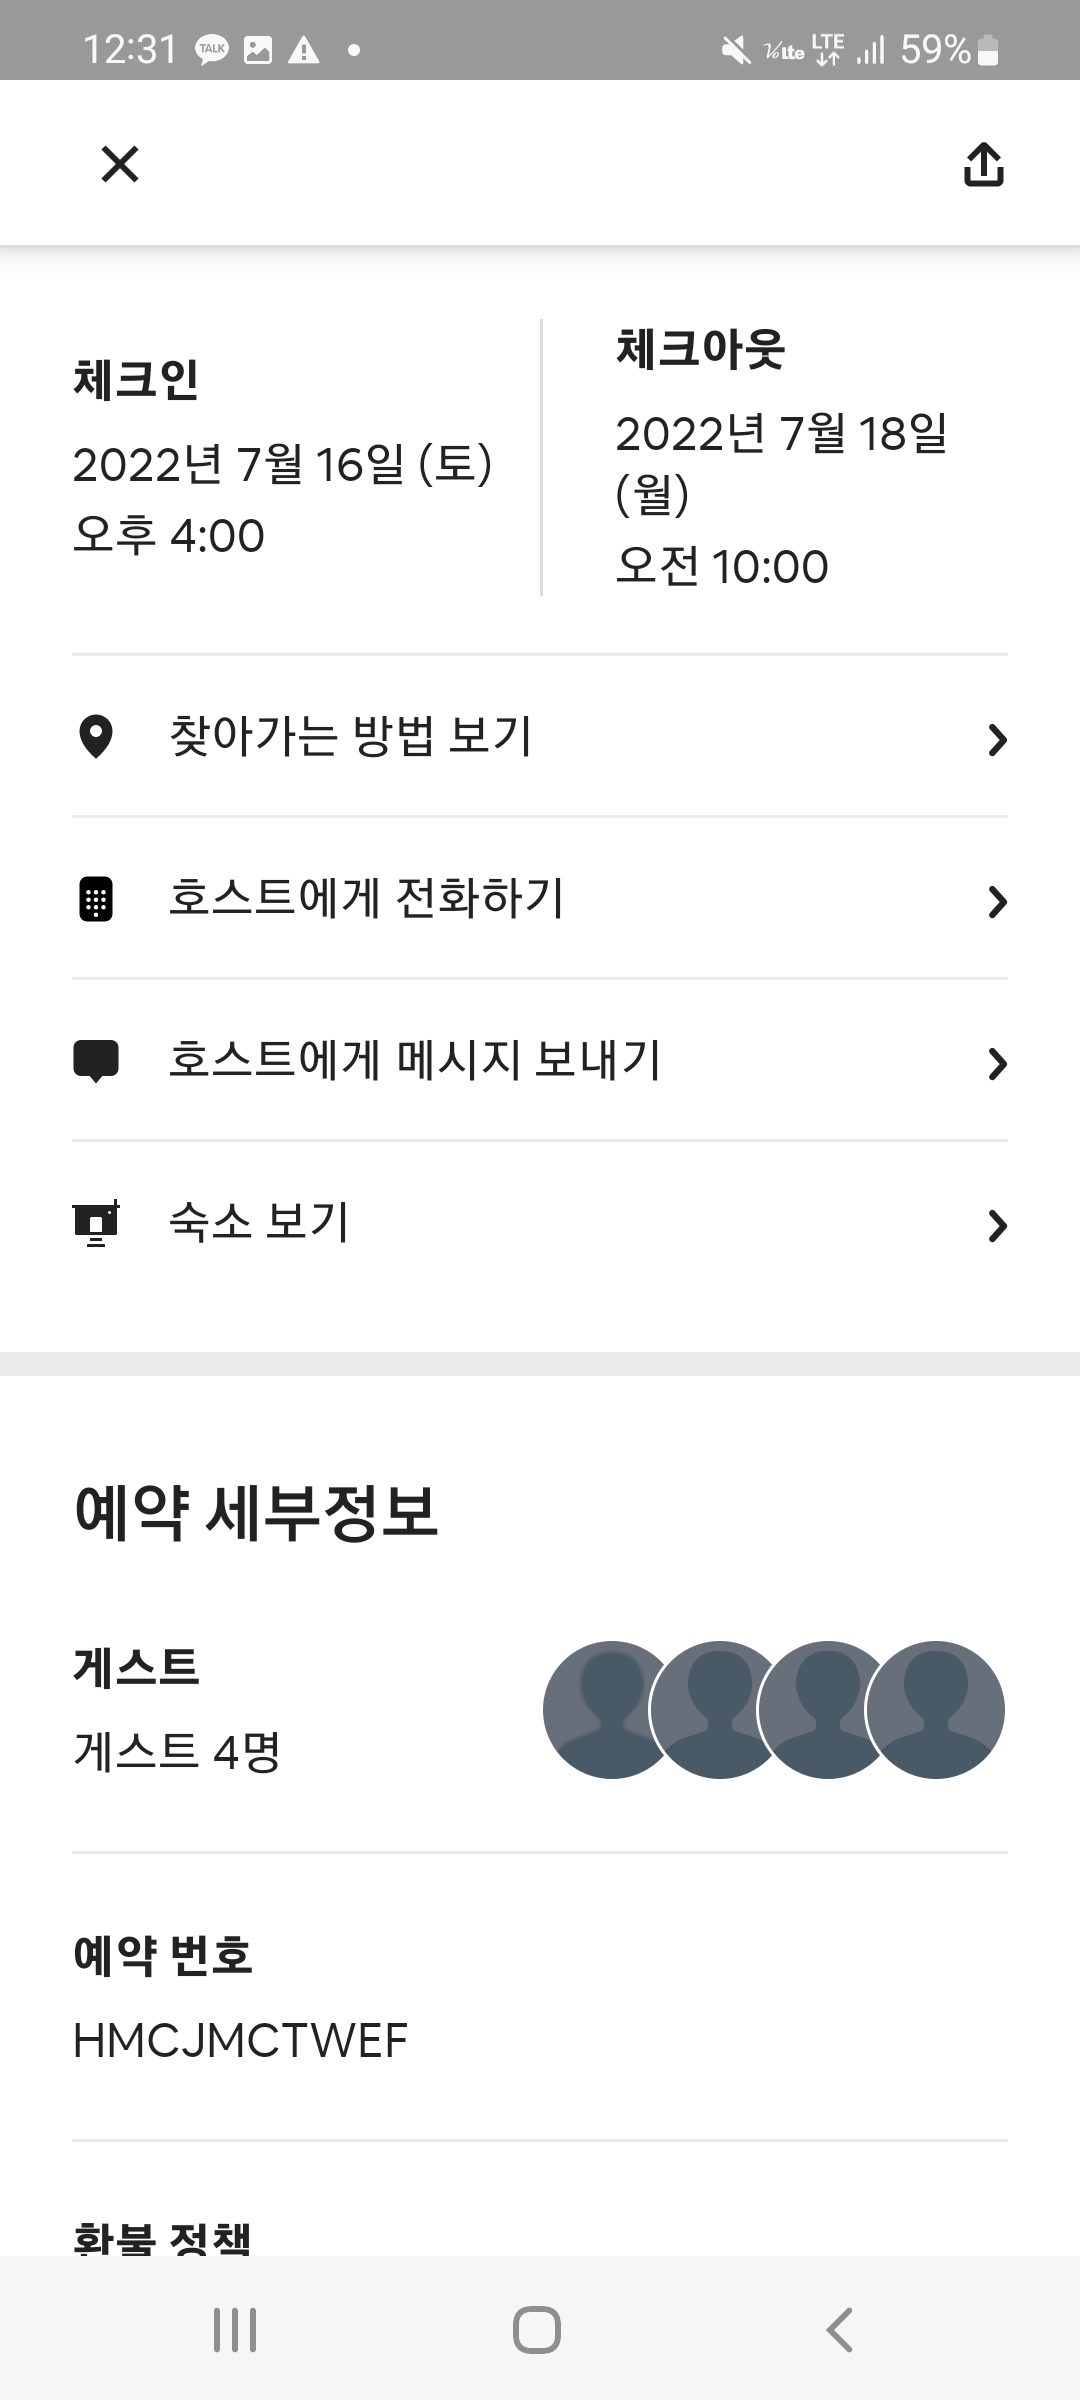 12:31 TALK VoLTE LTE 59%
체크인
2022년 7월 16일 (토)
오후 4:00
체크아웃
2022년 7월 18일
(월)
오전 10:00
찾아가는 방법 보기
호스트에게 전화하기
호스트에게 메시지 보내기
숙소 보기
예약 세부정보
게스트
게스트 4명
예약 번호
HMCJMCTWEF
환불 정책